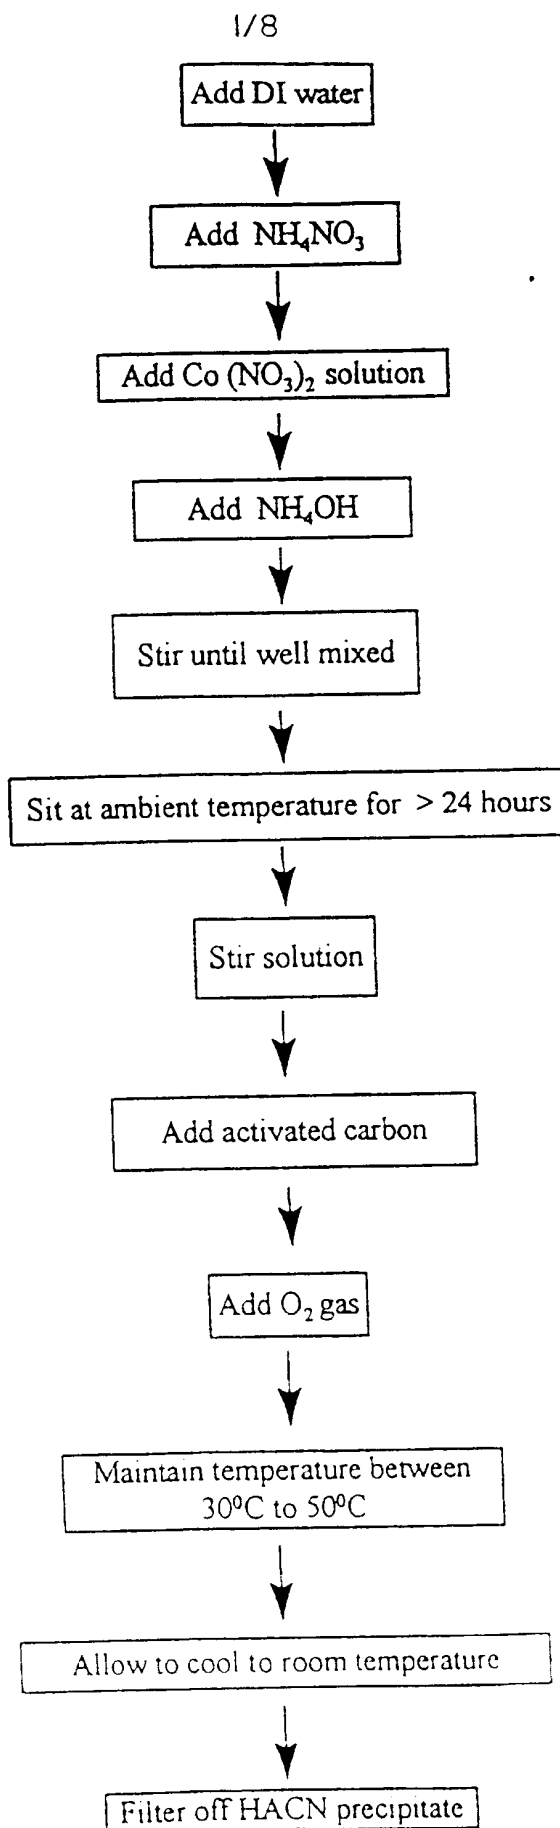 1/8
Add DI water
Add NH₄NO₃
Add Co (NO₃)₂ solution
Add NH₄OH
Stir until well mixed
Sit at ambient temperature for > 24 hours
Stir solution
Add activated carbon
Add O₂ gas
Maintain temperature between
30⁰C to 50⁰C
Allow to cool to room temperature
Filter off HACN precipitate